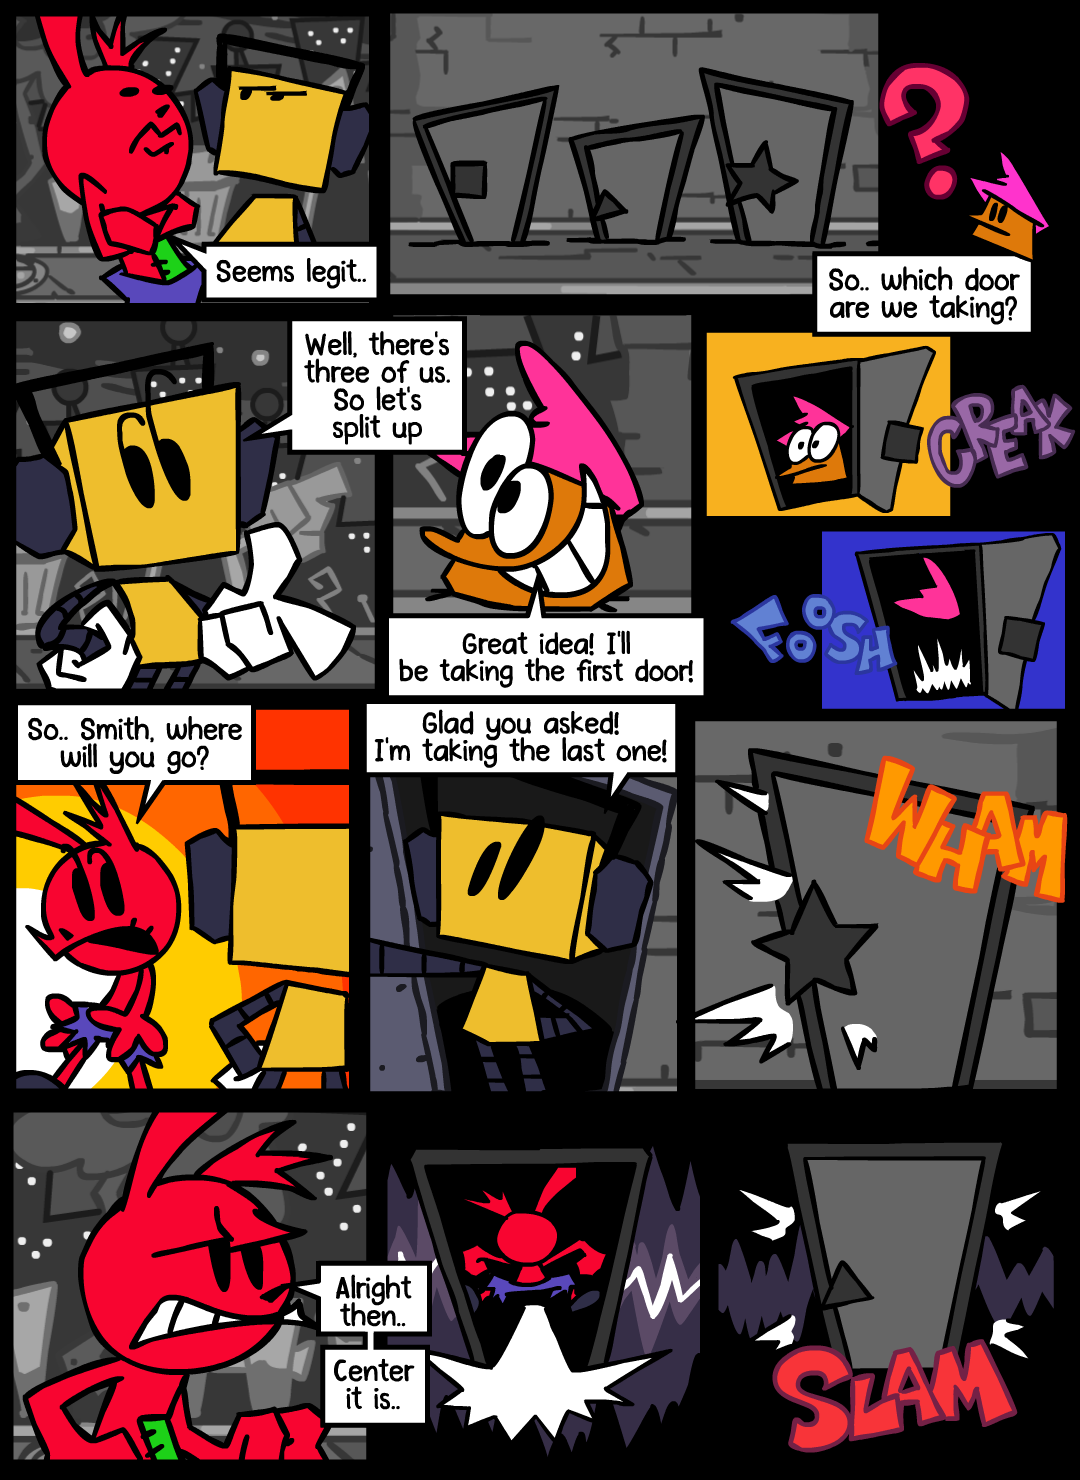 Seems legit..
?
So.. which door
are we taking?
Well, there's
three of us.
So let's
split up
Great idea! I'll
be taking the first door!
CREAK
FOOSH
So.. Smith, where
will you go?
Glad you asked!
I'm taking the last one!
WHAM
Alright
then..
Center
it is..
SLAM